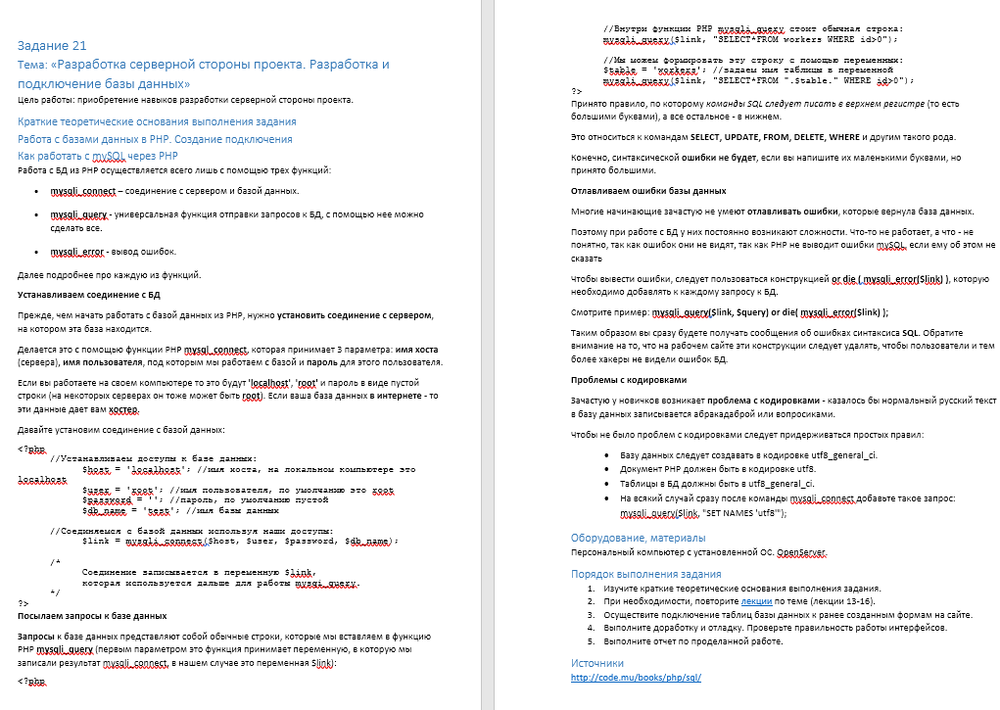 Задание 21
Тема: «Разработка серверной стороны проекта. Разработка и
подключение базы данных»
Цель работы: приобретение навыков разработки серверной стороны проекта.
Краткие теоретические основания выполнения задания
Работа с базами данных в PHP. Создание подключения
Как работать с mySQL через PHP
Работа с БД из PHP осуществляется всего лишь с помощью трех функций:
• mysqli_connect – соединение с сервером и базой данных.
• mysqli_query - универсальная функция отправки запросов к БД, с помощью нее можно
сделать все.
• mysqli_error - вывод ошибок.
Далее подробнее про каждую из функций.
Устанавливаем соединение с БД
Прежде, чем начать работать с базой данных из PHP, нужно установить соединение с сервером,
на котором эта база находится.
Делается это с помощью функции PHP mysql_connect, которая принимает 3 параметра: имя хоста
(сервера), имя пользователя, под которым мы работаем с базой и пароль для этого пользователя.
Если вы работаете на своем компьютере то это будут 'localhost', 'root' и пароль в виде пустой
строки (на некоторых серверах он тоже может быть root). Если ваша база данных в интернете - то
эти данные дает вам хостер.
Давайте установим соединение с базой данных:
<?php
//Устанавливаем доступы к базе данных:
$host = 'localhost'; //имя хоста, на локальном компьютере это
localhost
$user = 'root'; //имя пользователя, по умолчанию это root
$password = ''; //пароль, по умолчанию пустой
$db_name = 'test'; //имя базы данных
//Соединяемся с базой данных используя наши доступы:
$link = mysqli_connect($host, $user, $password, $db_name);
/*
Соединение записывается в переменную $link,
которая используется дальше для работы mysqi_query.
*/
?>
Посылаем запросы к базе данных
Запросы к базе данных представляют собой обычные строки, которые мы вставляем в функцию
PHP mysqli_query (первым параметром это функция принимает переменную, в которую мы
записали результат mysqli_connect, в нашем случае это переменная $link):
<?php
//Внутри функции PHP mysqli_query стоит обычная строка:
mysqli_query($link, "SELECT*FROM workers WHERE id>0");
//Мы можем формировать эту строку с помощью переменных:
$table = 'workers'; //задаем имя таблицы в переменной
mysqli_query($link, "SELECT*FROM ".$table." WHERE id>0");
?>
Принято правило, по которому команды SQL следует писать в верхнем регистре (то есть
большими буквами), а все остальное - в нижнем.
Это относиться к командам SELECT, UPDATE, FROM, DELETE, WHERE и другим такого рода.
Конечно, синтаксической ошибки не будет, если вы напишите их маленькими буквами, но
принято большими.
Отлавливаем ошибки базы данных
Многие начинающие зачастую не умеют отлавливать ошибки, которые вернула база данных.
Поэтому при работе с БД у них постоянно возникают сложности. Что-то не работает, а что - не
понятно, так как ошибок они не видят, так как PHP не выводит ошибки mySQL, если ему об этом не
сказать
Чтобы вывести ошибки, следует пользоваться конструкцией or die ( mysqli_error($link) ), которую
необходимо добавлять к каждому запросу к БД.
Смотрите пример: mysqli_query($link, $query) or die( mysqli_error($link) );
Таким образом вы сразу будете получать сообщения об ошибках синтаксиса SQL. Обратите
внимание на то, что на рабочем сайте эти конструкции следует удалять, чтобы пользователи и тем
более хакеры не видели ошибок БД.
Проблемы с кодировками
Зачастую у новичков возникает проблема с кодировками - казалось бы нормальный русский текст
в базу данных записывается абракадаброй или вопросиками.
Чтобы не было проблем с кодировками следует придерживаться простых правил:
• Базу данных следует создавать в кодировке utf8_general_ci.
• Документ PHP должен быть в кодировке utf8.
• Таблицы в БД должны быть в utf8_general_ci.
• На всякий случай сразу после команды mysqli_connect добавьте такое запрос:
mysqli_query($link, "SET NAMES 'utf8'");
Оборудование, материалы
Персональный компьютер с установленной ОС. OpenServer.
Порядок выполнения задания
1. Изучите краткие теоретические основания выполнения задания.
2. При необходимости, повторите лекции по теме (лекции 13-16).
3. Осуществите подключение таблиц базы данных к ранее созданным формам на сайте.
4. Выполните доработку и отладку. Проверьте правильность работы интерфейсов.
5. Выполните отчет по проделанной работе.
Источники
http://code.mu/books/php/sql/